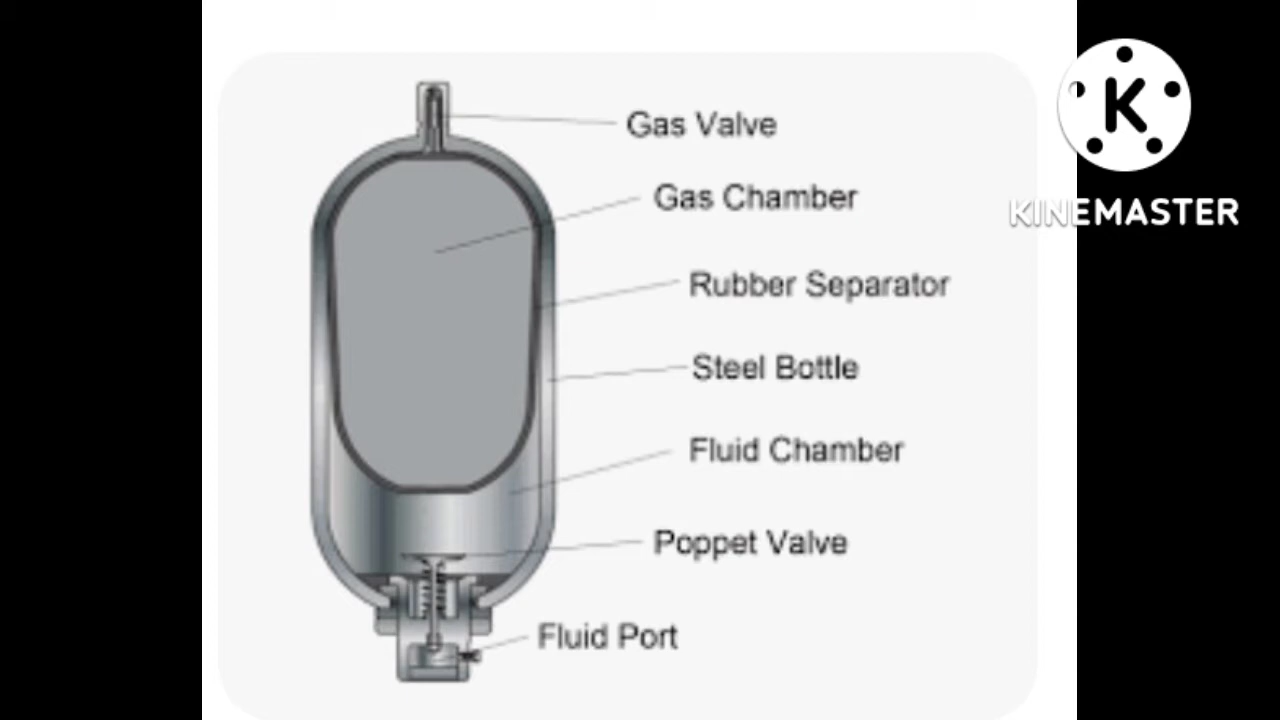 Gas Valve
Gas Chamber
Rubber Separator
Steel Bottle
Fluid Chamber
Poppet Valve
Fluid Port
K
KINEMASTER